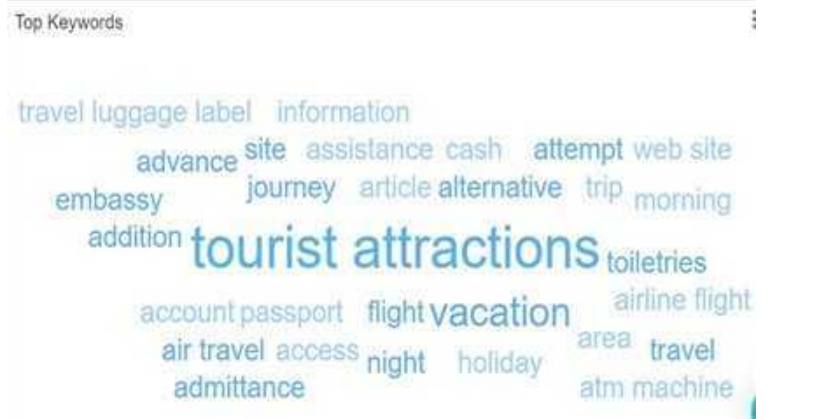 Top Keywords
travel luggage label information
advance site assistance cash attempt web site
embassy journey article alternative trip morning
addition tourist attractions toiletries
account passport flight vacation airline flight
air travel access night holiday area travel
admittance atm machine